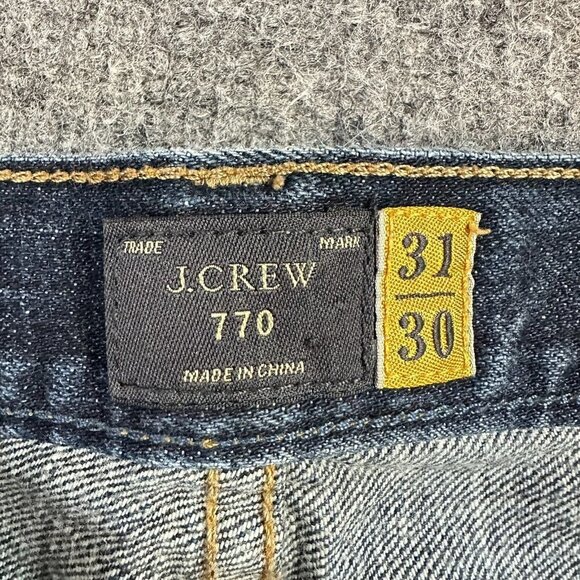 TRADE MARK
J.CREW
770
MADE IN CHINA
31
30